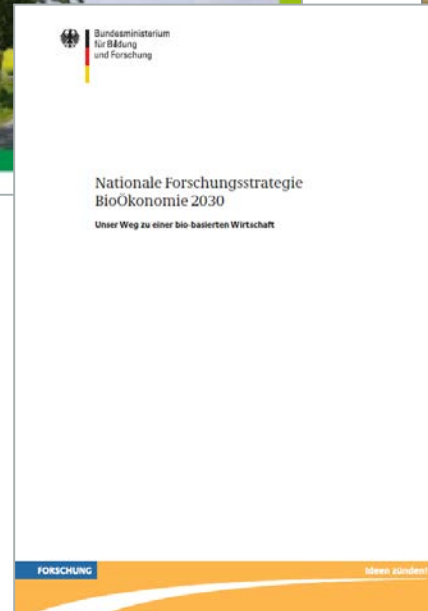 Bundesministerium
für Bildung
und Forschung
Nationale Forschungsstrategie
BioÖkonomie 2030
Unser Weg zu einer bio-basierten Wirtschaft
FORSCHUNG
Ideen zünden!